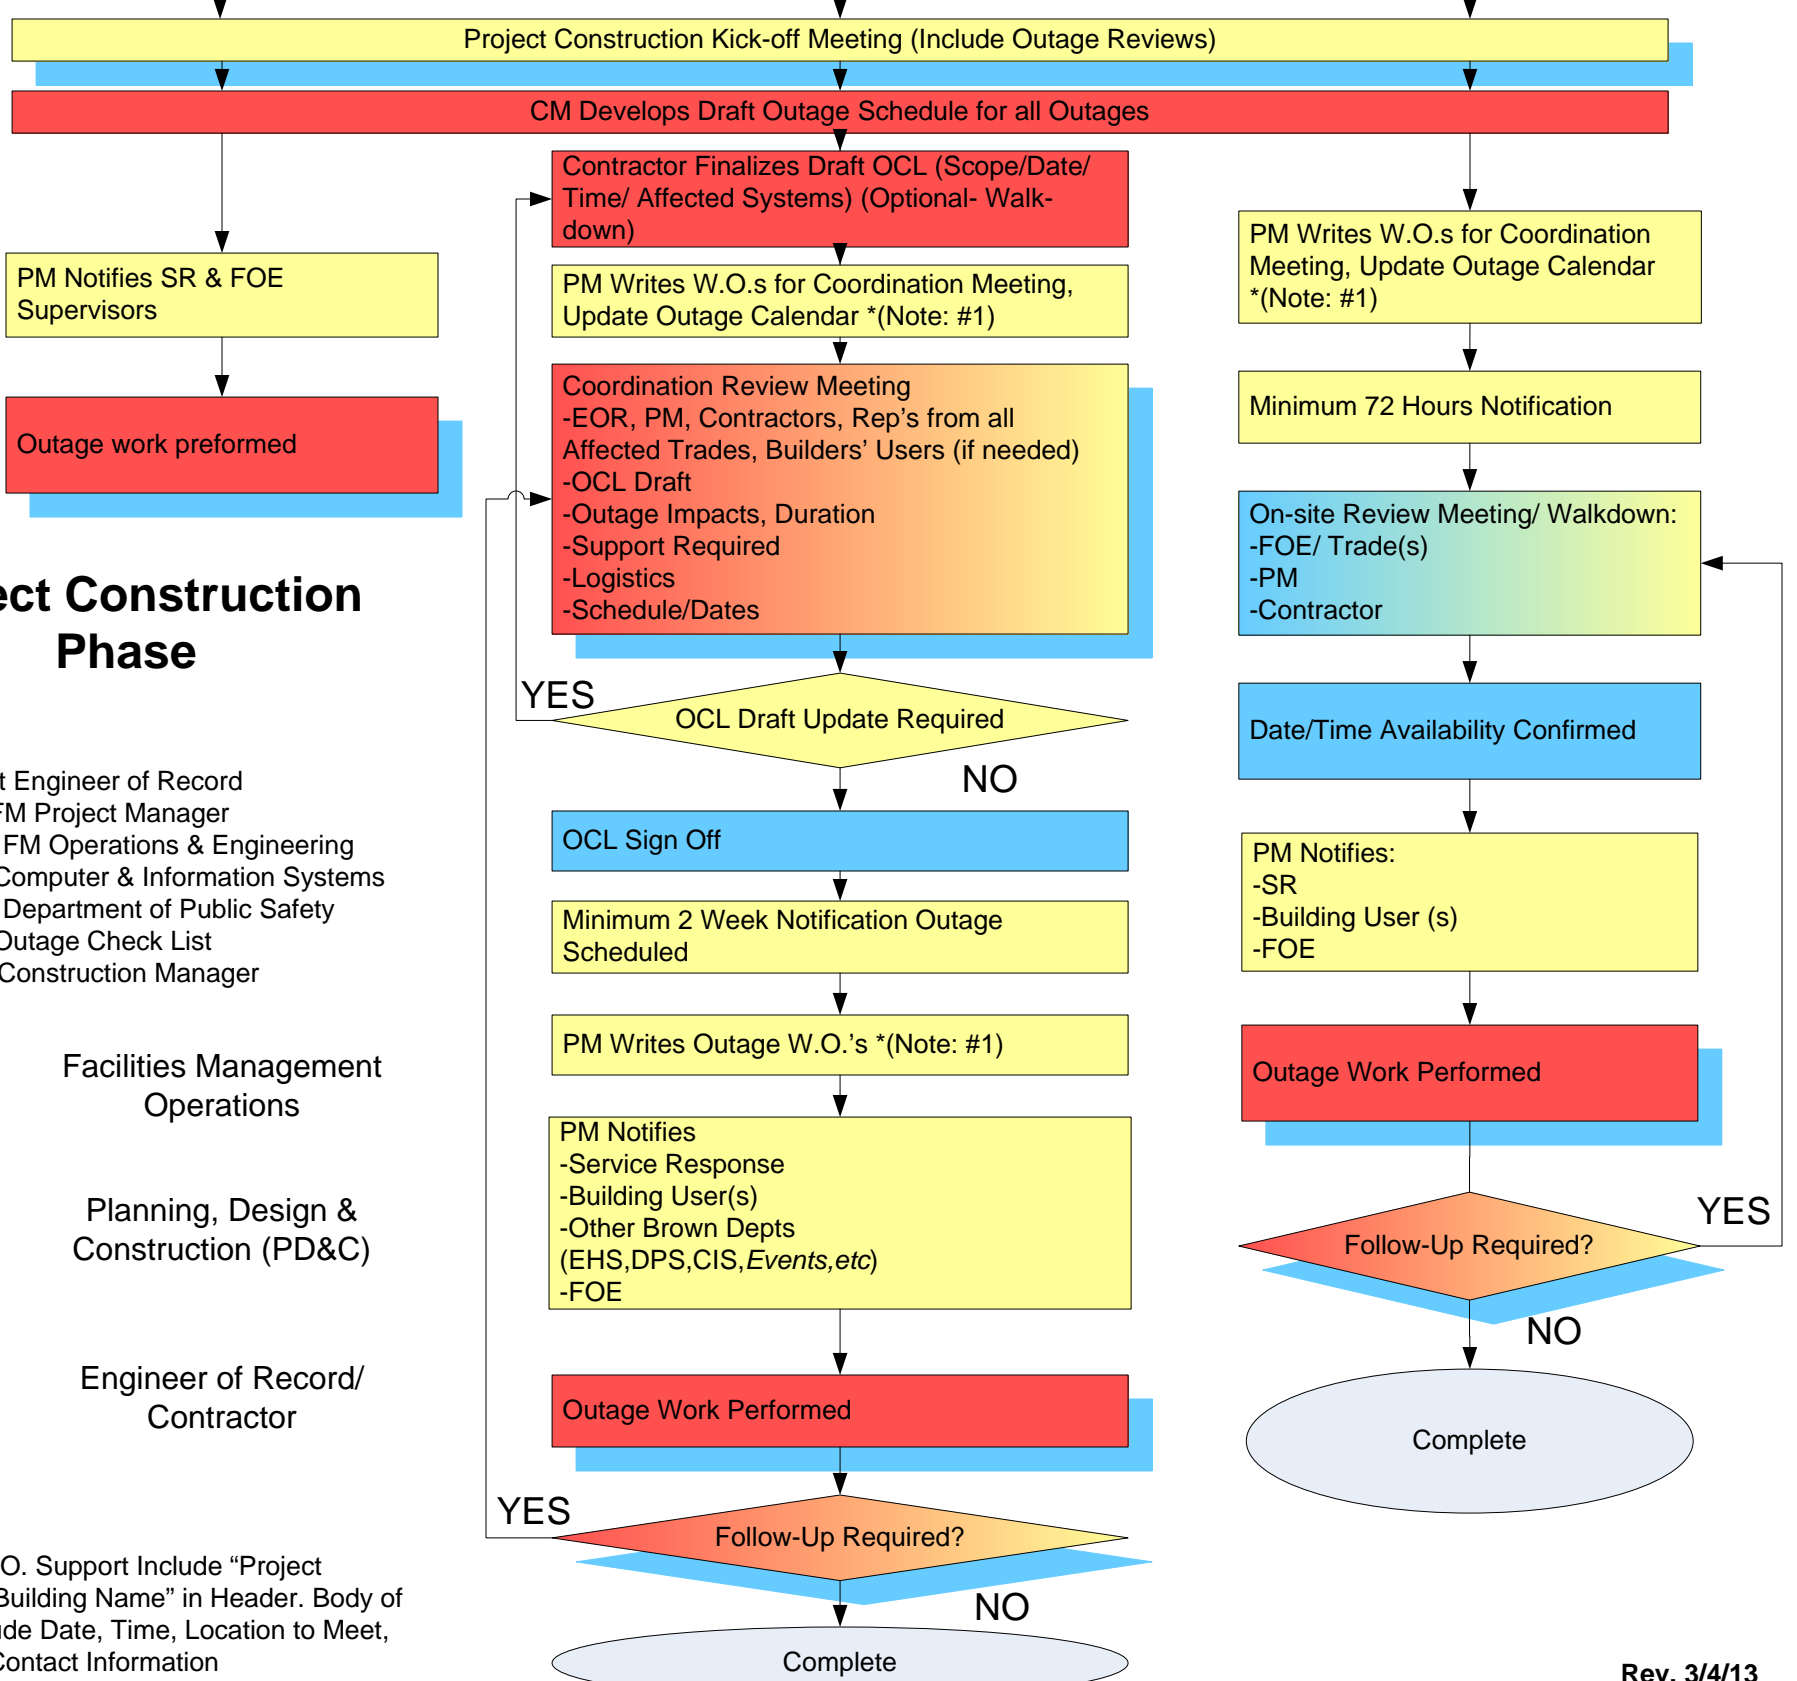 Project Construction Kick-off Meeting (Include Outage Reviews)
CM Develops Draft Outage Schedule for all Outages
PM Notifies SR & FOE
Supervisors
Outage work preformed
Contractor Finalizes Draft OCL (Scope/Date/
Time/ Affected Systems) (Optional- Walk-
down)
PM Writes W.O.s for Coordination Meeting,
Update Outage Calendar *(Note: #1)
Coordination Review Meeting
-EOR, PM, Contractors, Rep's from all
Affected Trades, Builders' Users (if needed)
-OCL Draft
-Outage Impacts, Duration
-Support Required
-Logistics
-Schedule/Dates
YES
OCL Draft Update Required
NO
OCL Sign Off
Minimum 2 Week Notification Outage
Scheduled
PM Writes Outage W.O.'s *(Note: #1)
PM Notifies
-Service Response
-Building User(s)
-Other Brown Depts
(EHS,DPS,CIS,Events,etc)
-FOE
Outage Work Performed
YES
Follow-Up Required?
NO
Complete
PM Writes W.O.s for Coordination
Meeting, Update Outage Calendar
*(Note: #1)
Minimum 72 Hours Notification
On-site Review Meeting/ Walkdown:
-FOE/ Trade(s)
-PM
-Contractor
Date/Time Availability Confirmed
PM Notifies:
-SR
-Building User (s)
-FOE
Outage Work Performed
YES
Follow-Up Required?
NO
Complete
ect Construction
Phase
t Engineer of Record
FM Project Manager
FM Operations & Engineering
Computer & Information Systems
Department of Public Safety
Outage Check List
Construction Manager
Facilities Management
Operations
Planning, Design &
Construction (PD&C)
Engineer of Record/
Contractor
O. Support Include “Project
Building Name” in Header. Body of
ude Date, Time, Location to Meet,
Contact Information
Rev. 3/4/13